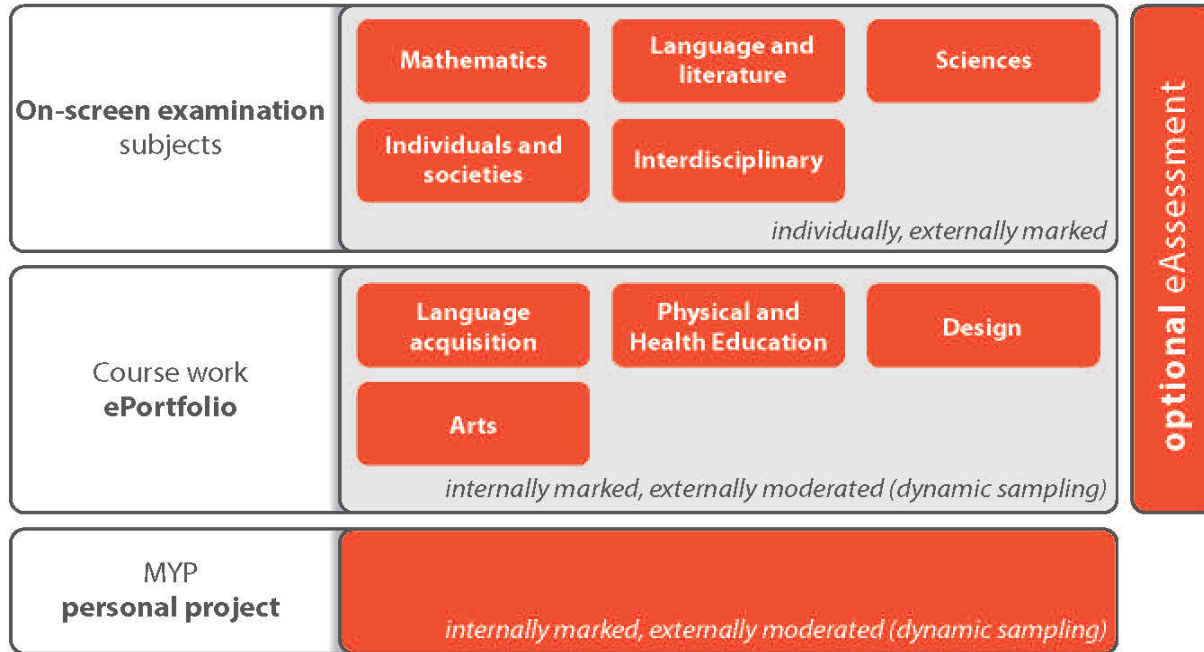 On-screen examination
subjects
Mathematics
Language and
literature
Sciences
Individuals and
societies
Interdisciplinary
individually, externally marked
Course work
ePortfolio
Language
acquisition
Physical and
Health Education
Design
Arts
internally marked, externally moderated (dynamic sampling)
MYP
personal project
internally marked, externally moderated (dynamic sampling)
optional eAssessment